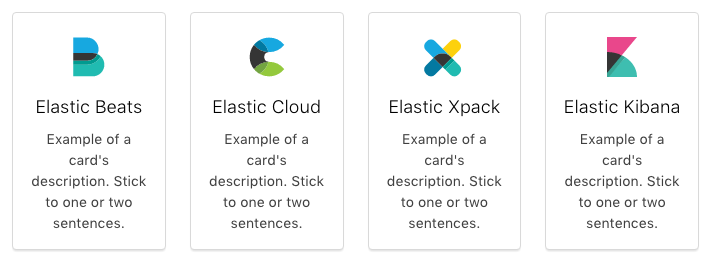 Elastic Beats
Example of a
card's
description. Stick
to one or two
sentences.
Elastic Cloud
Example of a
card's
description. Stick
to one or two
sentences.
Elastic Xpack
Example of a
card's
description. Stick
to one or two
sentences.
Elastic Kibana
Example of a
card's
description. Stick
to one or two
sentences.